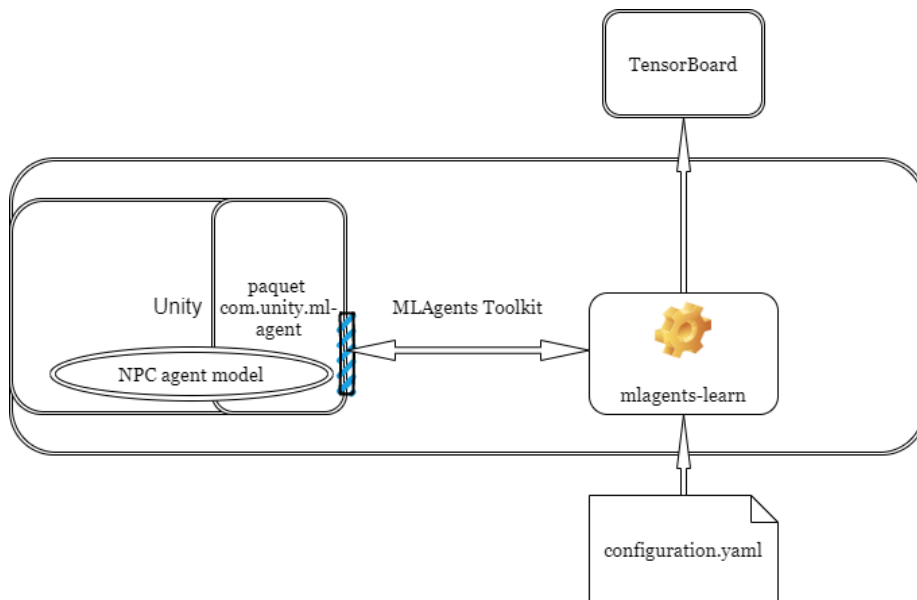 TensorBoard
Unity
paquet
com.unity.ml-
agent
MLAgents Toolkit
NPC agent model
mlagents-learn
configuration.yaml